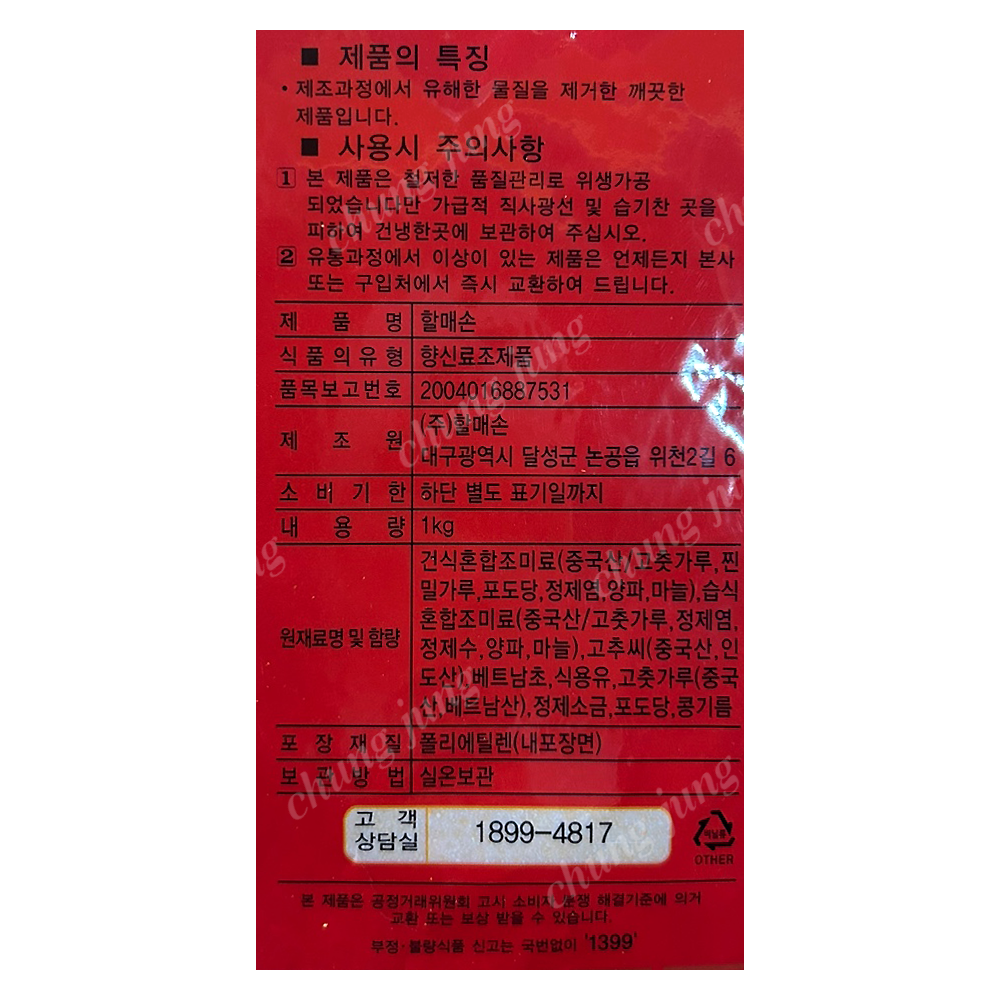 ■ 제품의 특징
• 제조과정에서 유해한 물질을 제거한 깨끗한
제품입니다.
■ 사용시 주의사항
1 본 제품은 철저한 품질관리로 위생가공
되었습니다만 가급적 직사광선 및 습기찬 곳을
피하여 건냉한곳에 보관하여 주십시오.
2 유통과정에서 이상이 있는 제품은 언제든지 본사
또는 구입처에서 즉시 교환하여 드립니다.
제품명 할매손
식품의유형 향신료조제품
품목보고번호 2004016887531
제조원 (주)할매손
대구광역시 달성군 논공읍 위천2길 6
소비기한 하단 별도 표기일까지
내용량 1kg
원재료명 및 함량
건식혼합조미료(중국산/고춧가루,찐
밀가루,포도당,정제염,양파,마늘),습식
혼합조미료(중국산/고춧가루,정제염,
정제수,양파,마늘),고추씨(중국산,인
도산),베트남초,식용유,고춧가루(중국
산,베트남산),정제소금,포도당,콩기름
포장재질 폴리에틸렌(내포장면)
보관방법 실온보관
고객
상담실 1899-4817
비닐류
OTHER
본 제품은 공정거래위원회 고시 소비자 분쟁 해결기준에 의거
교환 또는 보상 받을 수 있습니다.
부정·불량식품 신고는 국번없이 '1399'
chung jung
chung jung
chung jung
chung jung
chung jung